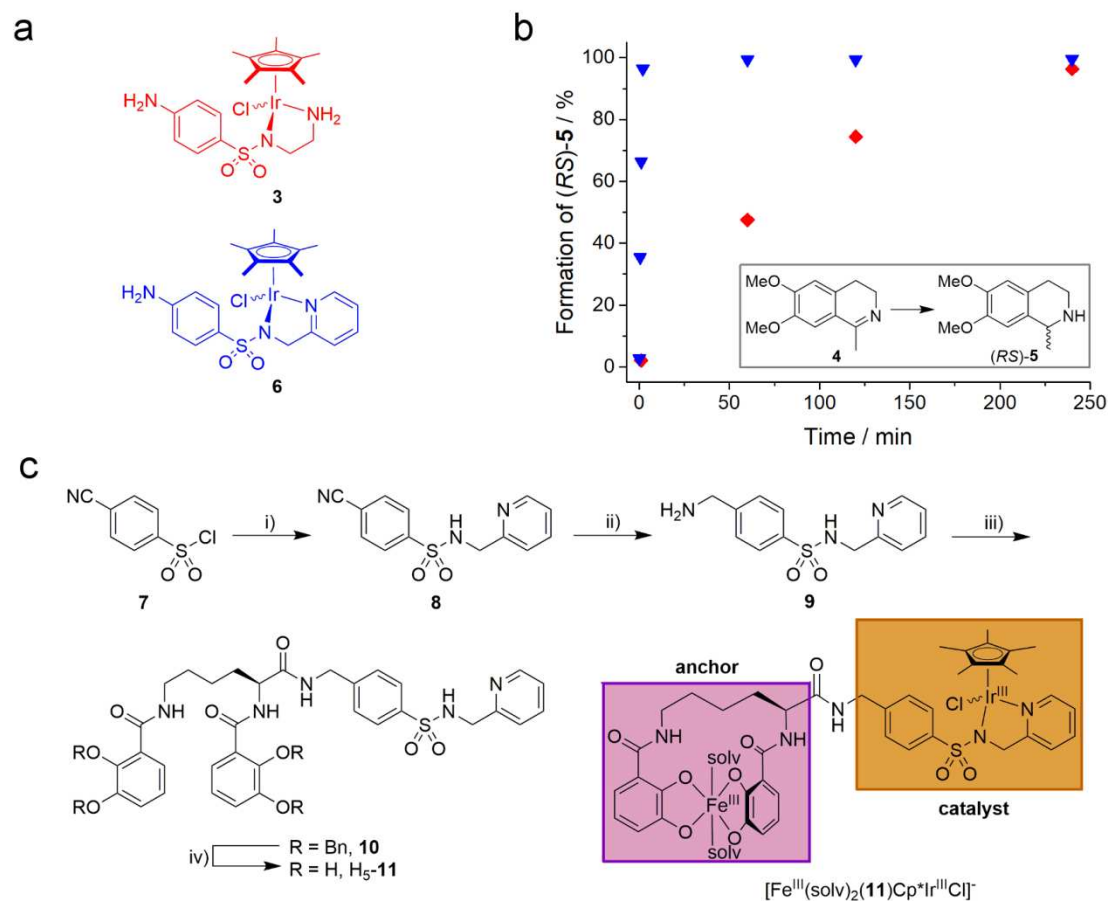 a
H₂N
Cl
Ir
NH₂
N
S
O O
3
H₂N
Cl
Ir
N
N
S
O O
6
b
Formation of (RS)-5 / %
100
80
60
40
20
0
0 50 100 150 200 250
Time / min
MeO
MeO
N
4
MeO
MeO
NH
(RS)-5
c
NC
Cl
S
O O
7
i)
NC
H
N
N
S
O O
8
ii)
H₂N
H
N
N
S
O O
9
iii)
O
N
H
O
NH
O
NH
RO
RO
OR
OR
H
N
N
S
O O
iv)
R = Bn, 10
R = H, H₅-11
anchor
O
N
H
O
NH
O
NH
solv
O
O
Feᴵᴵᴵ
O
O
solv
Cl
Irᴵᴵᴵ
N
N
S
O O
catalyst
[Feᴵᴵᴵ(solv)₂(11)Cp*IrᴵᴵᴵCl]⁻